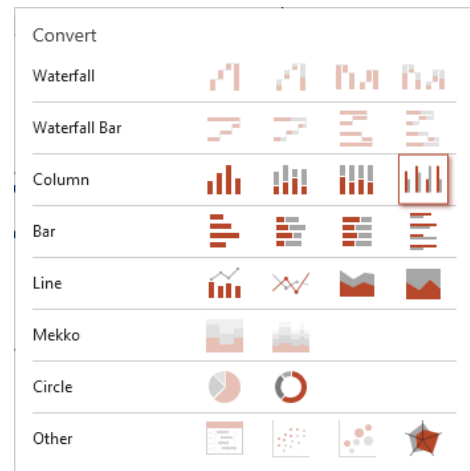 Convert
Waterfall
Waterfall Bar
Column
Bar
Line
Mekko
Circle
Other